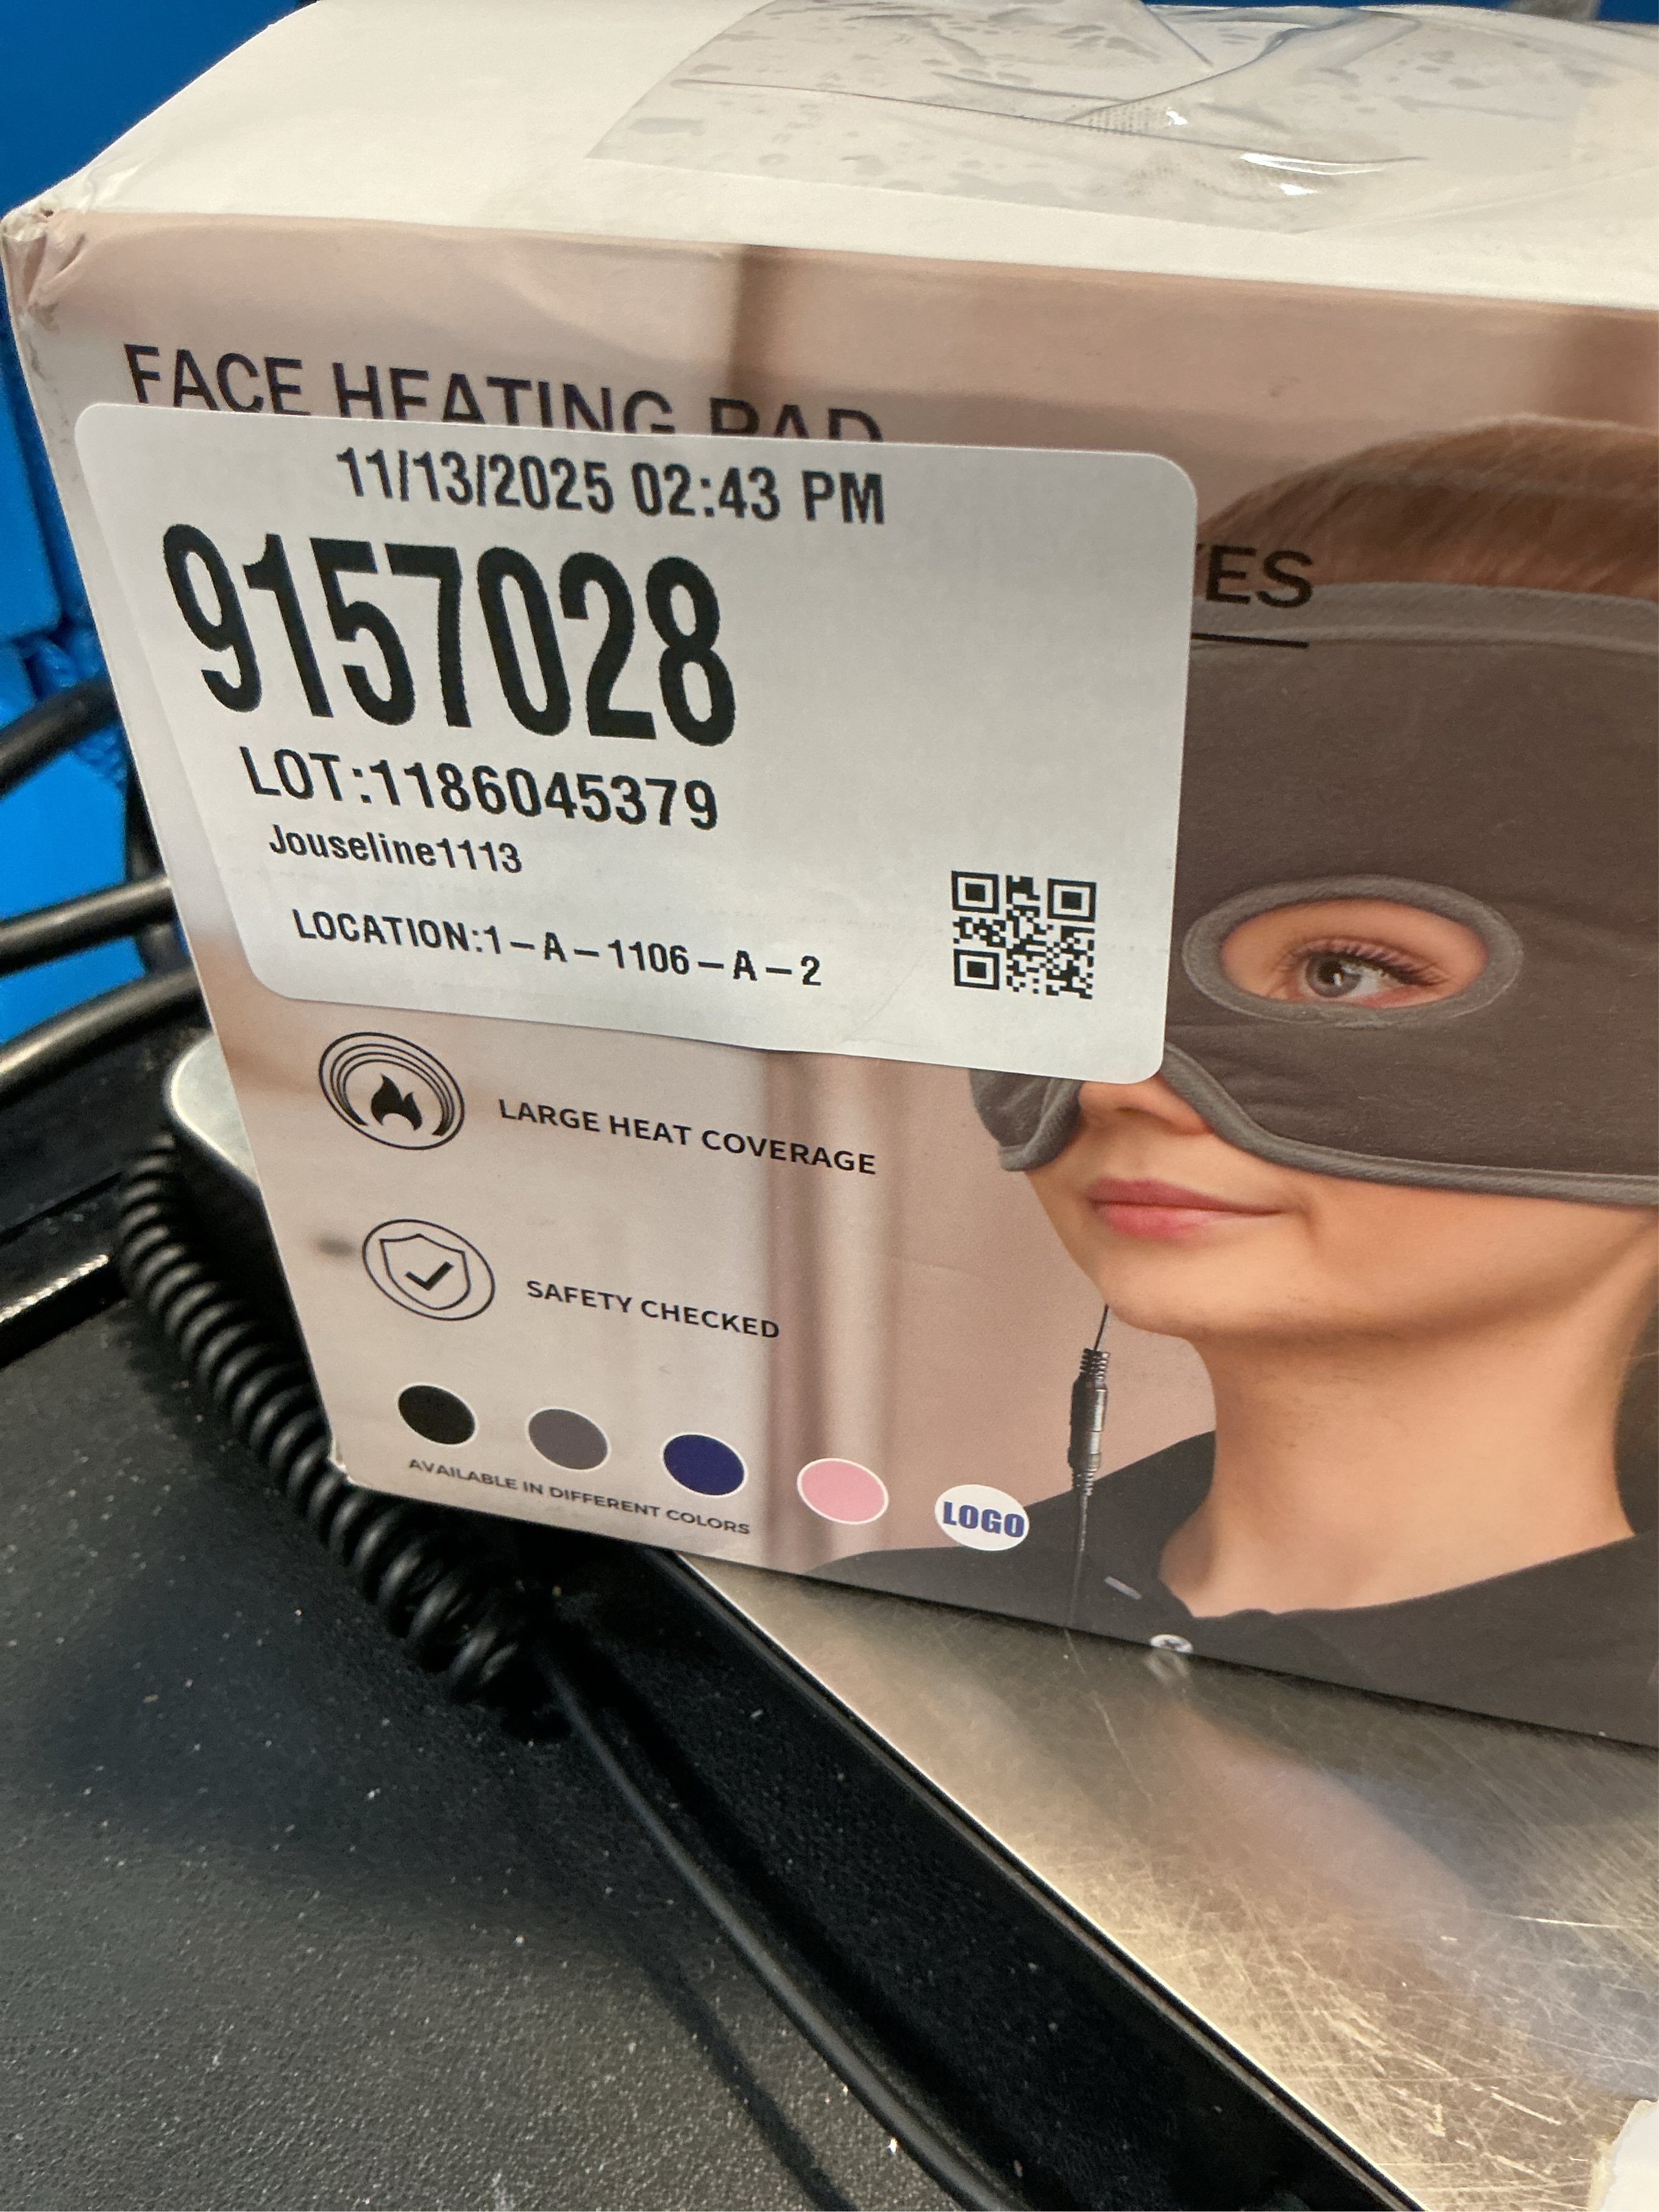 FACE HEATING PAD
11/13/2025 02:43 PM
9157028
LOT:1186045379
Jouseline1113
LOCATION:1-A-1106-A-2
LARGE HEAT COVERAGE
SAFETY CHECKED
AVAILABLE IN DIFFERENT COLORS
LOGO